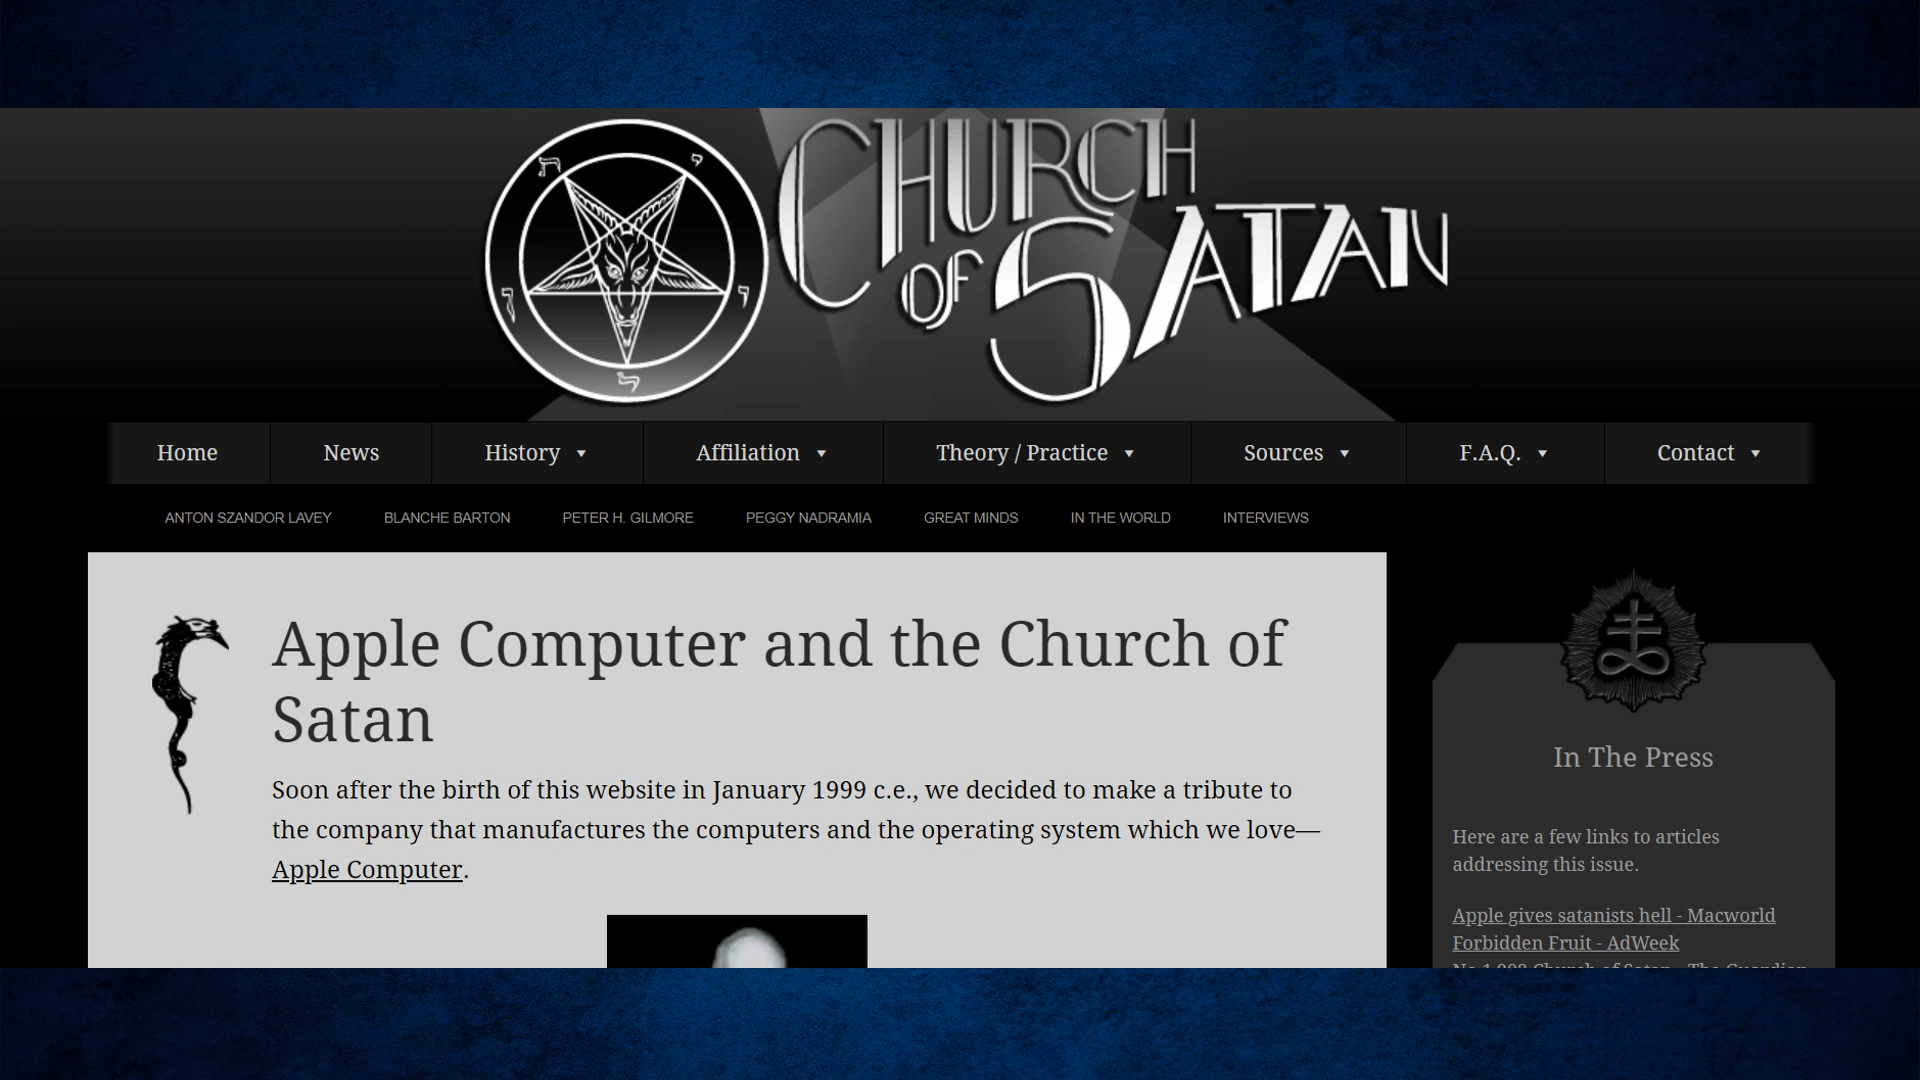 CHURCH
OF SATAN
Home News History Affiliation Theory / Practice Sources F.A.Q. Contact
ANTON SZANDOR LAVEY BLANCHE BARTON PETER H. GILMORE PEGGY NADRAMIA GREAT MINDS IN THE WORLD INTERVIEWS
Apple Computer and the Church of
Satan
Soon after the birth of this website in January 1999 c.e., we decided to make a tribute to
the company that manufactures the computers and the operating system which we love—
Apple Computer.
In The Press
Here are a few links to articles
addressing this issue.
Apple gives satanists hell - Macworld
Forbidden Fruit - AdWeek